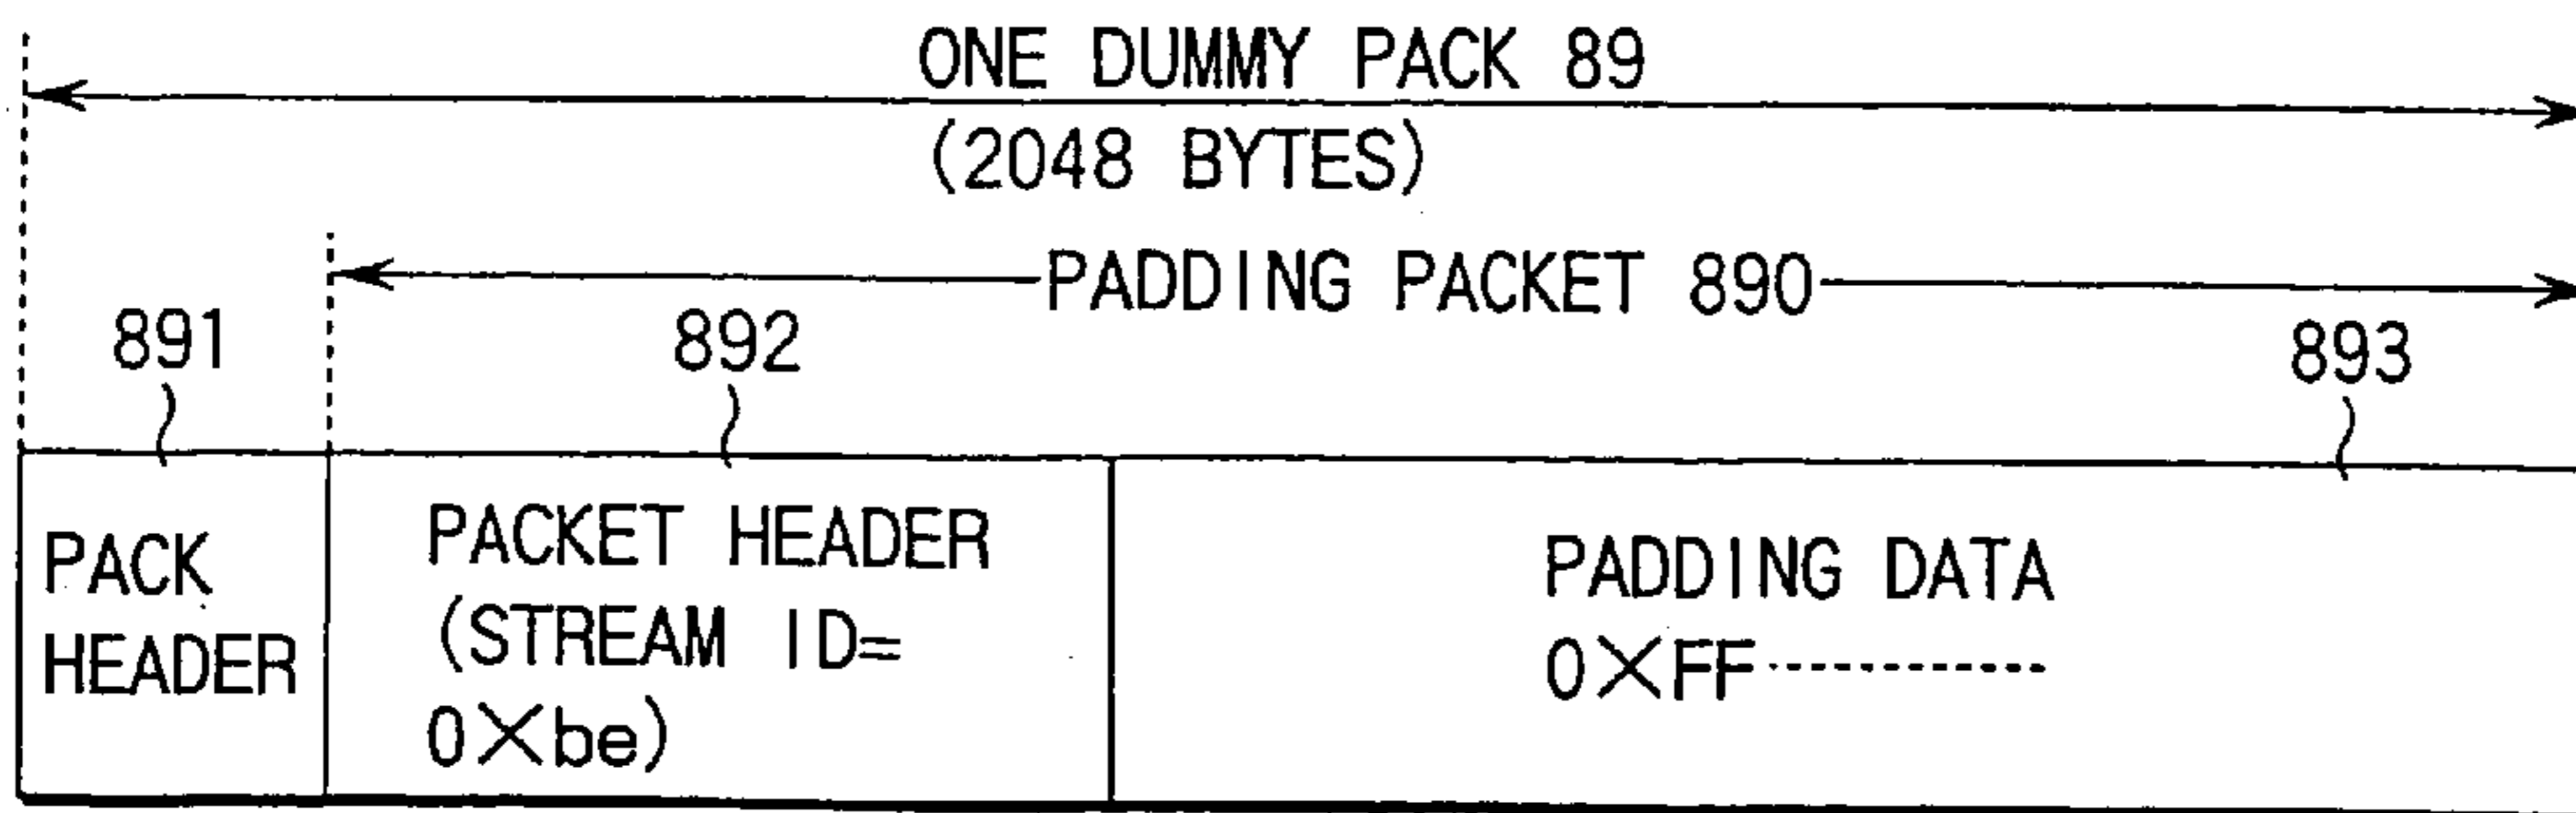 ONE DUMMY PACK 89
(2048 BYTES)
PADDING PACKET 890
891
892
893
PACK
HEADER
PACKET HEADER
(STREAM ID=
0×be)
PADDING DATA
0×FF-----------